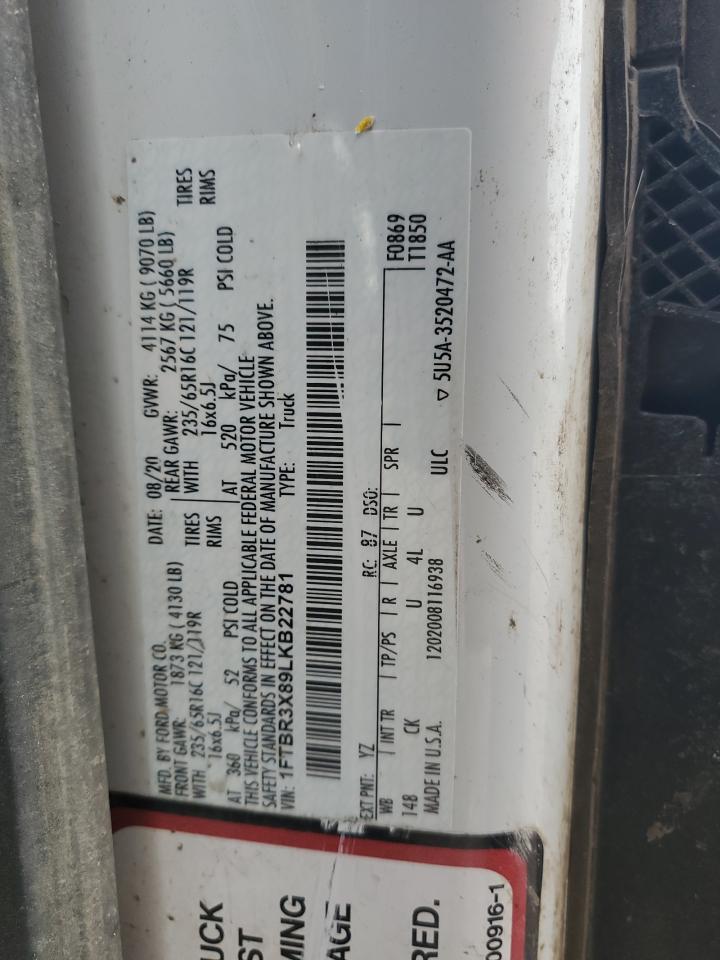 MFD. BY FORD MOTOR CO.
DATE: 08/20 GVWR: 4114 KG ( 9070 LB)
FRONT GAWR: 1873 KG ( 4130 LB)
REAR GAWR: 2567 KG ( 5660 LB)
WITH 235/65R16C 121/119R TIRES
WITH 235/65R16C 121/119R TIRES
16x6.5J RIMS
16x6.5J RIMS
AT 360 kPa/ 52 PSI COLD
AT 520 kPa/ 75 PSI COLD
THIS VEHICLE CONFORMS TO ALL APPLICABLE FEDERAL MOTOR VEHICLE
SAFETY STANDARDS IN EFFECT ON THE DATE OF MANUFACTURE SHOWN ABOVE.
VIN: 1FTBR3X89LKB22781 TYPE: Truck
EXT PNT: YZ RC: 87 DSO:
WB INT TR TP/PS R AXLE TR SPR F0869
148 CK U 4L U T1850
MADE IN U.S.A. 1202008116938 ULC ▽ 5U5A-3520472-AA
UCK
ST
MING
AGE
RED.
00916-1